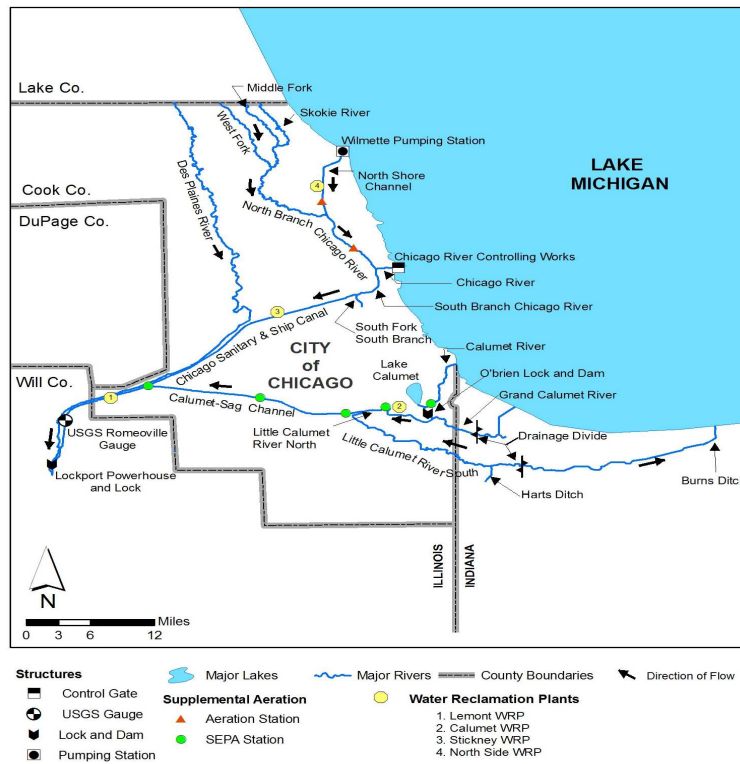 Lake Co.
Middle Fork
Skokie River
West Fork
Wilmette Pumping Station
LAKE
MICHIGAN
North Shore
Channel
4
Des Plaines River
Cook Co.
DuPage Co.
North Branch Chicago River
Chicago River Controlling Works
Chicago River
South Branch Chicago River
3
South Fork
South Branch
Chicago Sanitary & Ship Canal
CITY
of
CHICAGO
Calumet River
Lake
Calumet
O'brien Lock and Dam
Grand Calumet River
Will Co.
1
Calumet-Sag Channel
2
USGS Romeoville
Gauge
Little Calumet
River North
Drainage Divide
Little Calumet River South
Lockport Powerhouse
and Lock
Harts Ditch
Burns Ditch
ILLINOIS
INDIANA
N
Miles
0 3 6 12
Structures
Control Gate
USGS Gauge
Lock and Dam
Pumping Station
Major Lakes
Major Rivers
County Boundaries
Direction of Flow
Supplemental Aeration
Aeration Station
SEPA Station
Water Reclamation Plants
1. Lemont WRP
2. Calumet WRP
3. Stickney WRP
4. North Side WRP